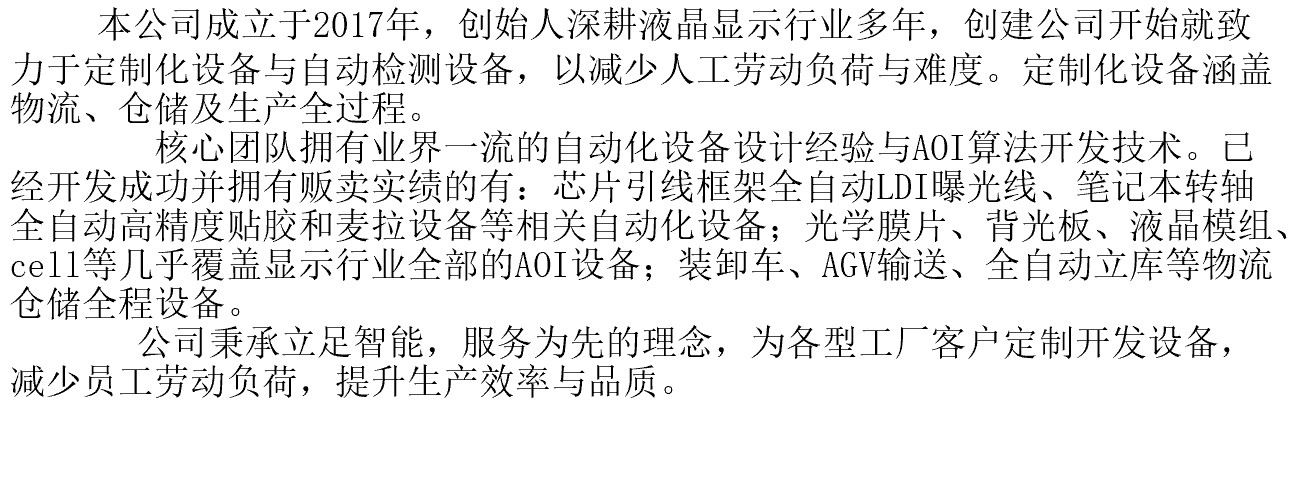 本公司成立于2017年，创始人深耕液晶显示行业多年，创建公司开始就致
力于定制化设备与自动检测设备，以减少人工劳动负荷与难度。定制化设备涵盖
物流、仓储及生产全过程。
核心团队拥有业界一流的自动化设备设计经验与AOI算法开发技术。已
经开发成功并拥有贩卖实绩的有：芯片引线框架全自动LDI曝光线、笔记本转轴
全自动高精度贴胶和麦拉设备等相关自动化设备；光学膜片、背光板、液晶模组、
cell等几乎覆盖显示行业全部的AOI设备；装卸车、AGV输送、全自动立库等物流
仓储全程设备。
公司秉承立足智能，服务为先的理念，为各型工厂客户定制开发设备，
减少员工劳动负荷，提升生产效率与品质。